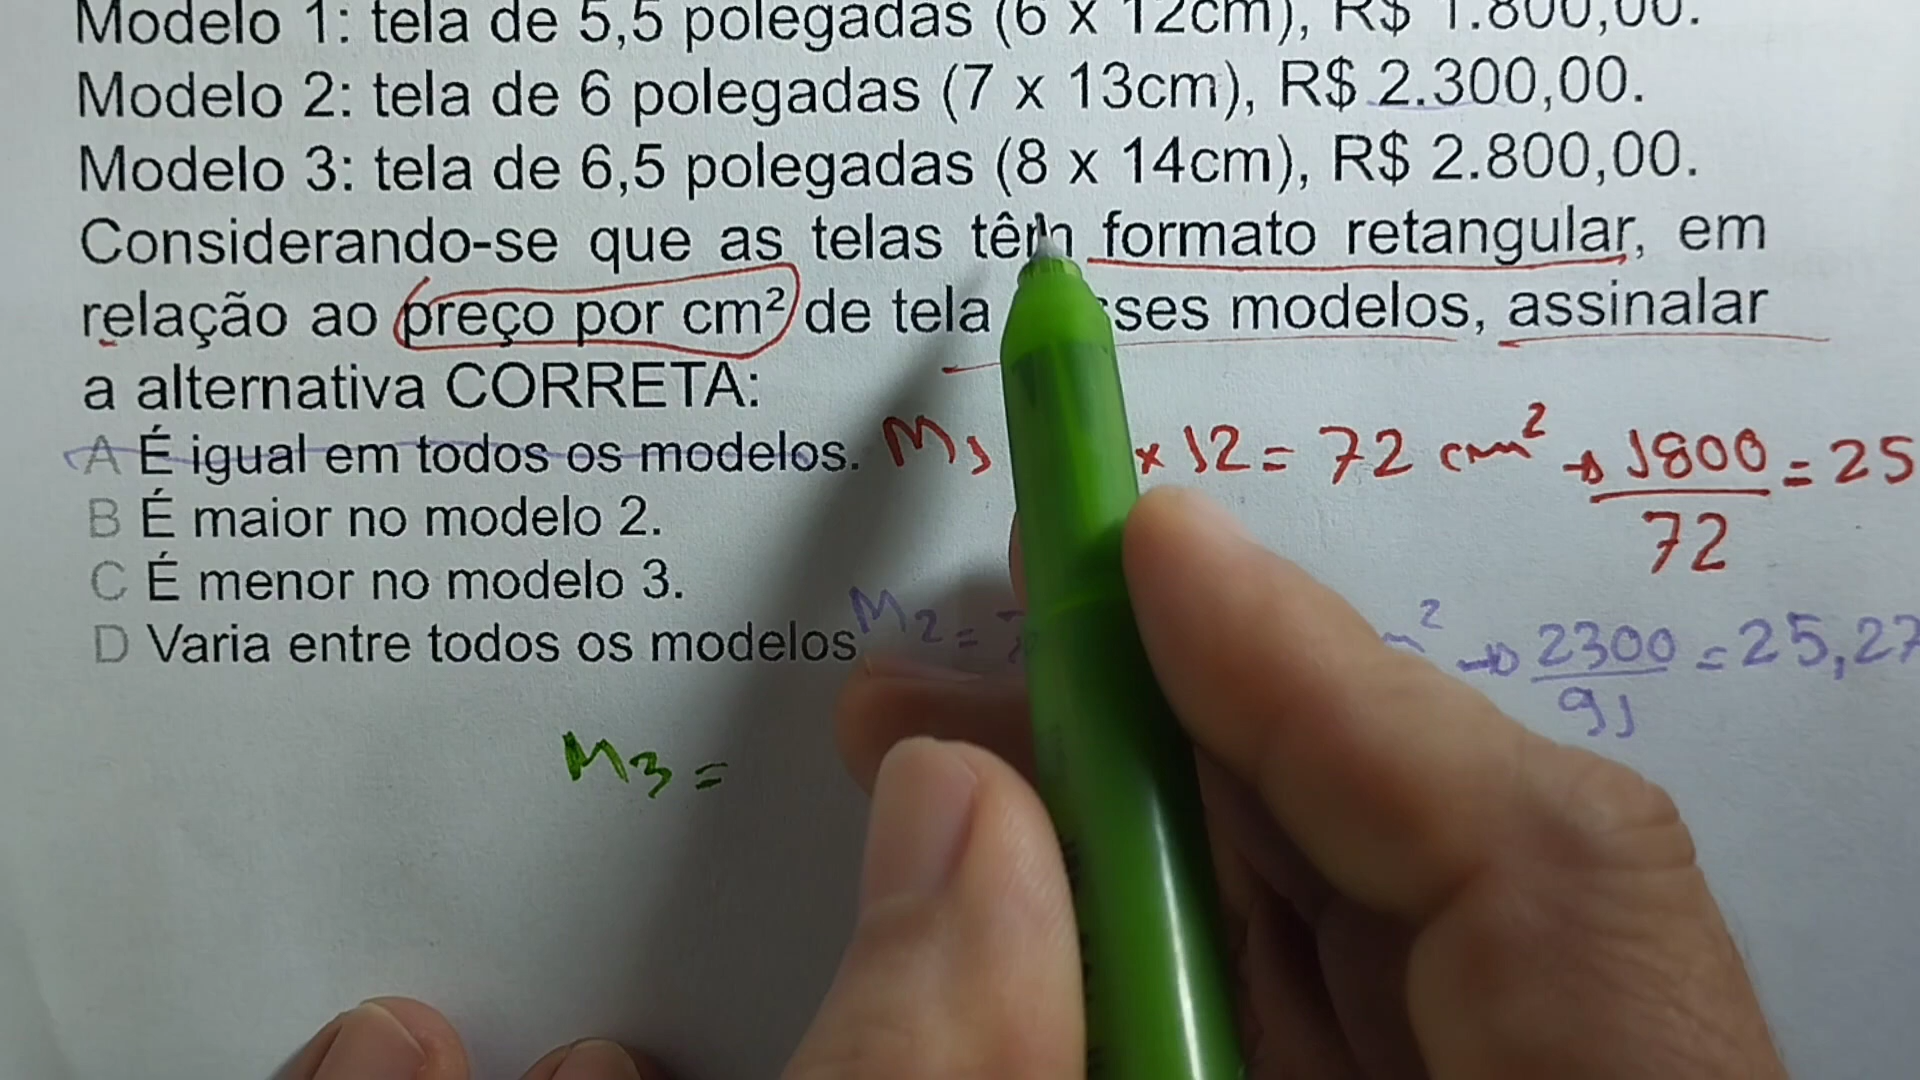 Modelo 1: tela de 5,5 polegadas (6 x 12cm), R$ 1.800,00.
Modelo 2: tela de 6 polegadas (7 x 13cm), R$ 2.300,00.
Modelo 3: tela de 6,5 polegadas (8 x 14cm), R$ 2.800,00.
Considerando-se que as telas têm formato retangular, em
relação ao preço por cm² de tela modelos, assinalar
a alternativa CORRETA:
A É igual em todos os modelos. M1 x 12 = 72 cm² → 1800/72 = 25
B É maior no modelo 2.
C É menor no modelo 3.
D Varia entre todos os modelos M2 = → 2300/91 = 25,27
M3 =